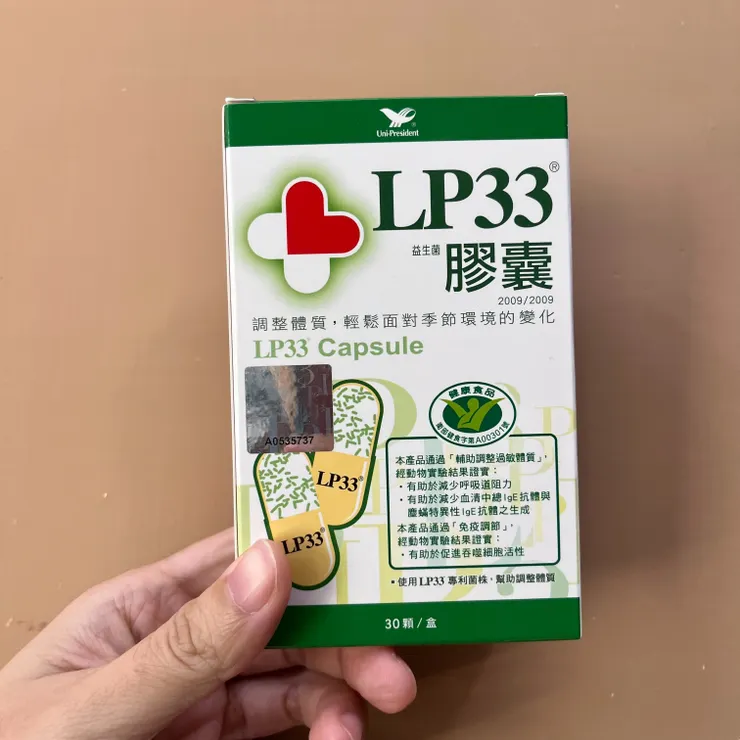 Uni-President
LP33®
益生菌
膠囊
2009/2009
調整體質，輕鬆面對季節環境的變化
LP33® Capsule
A0535737
健康食品
衛部健食字第A00301號
LP33®
LP33®
本產品通過「輔助調整過敏體質」，
經動物實驗結果證實：
・有助於減少呼吸道阻力
・有助於減少血清中總IgE抗體與
塵蟎特異性IgE抗體之生成
本產品通過「免疫調節」，
經動物實驗結果證實：
・有助於促進吞噬細胞活性
▪使用LP33®專利菌株，幫助調整體質
30顆/盒